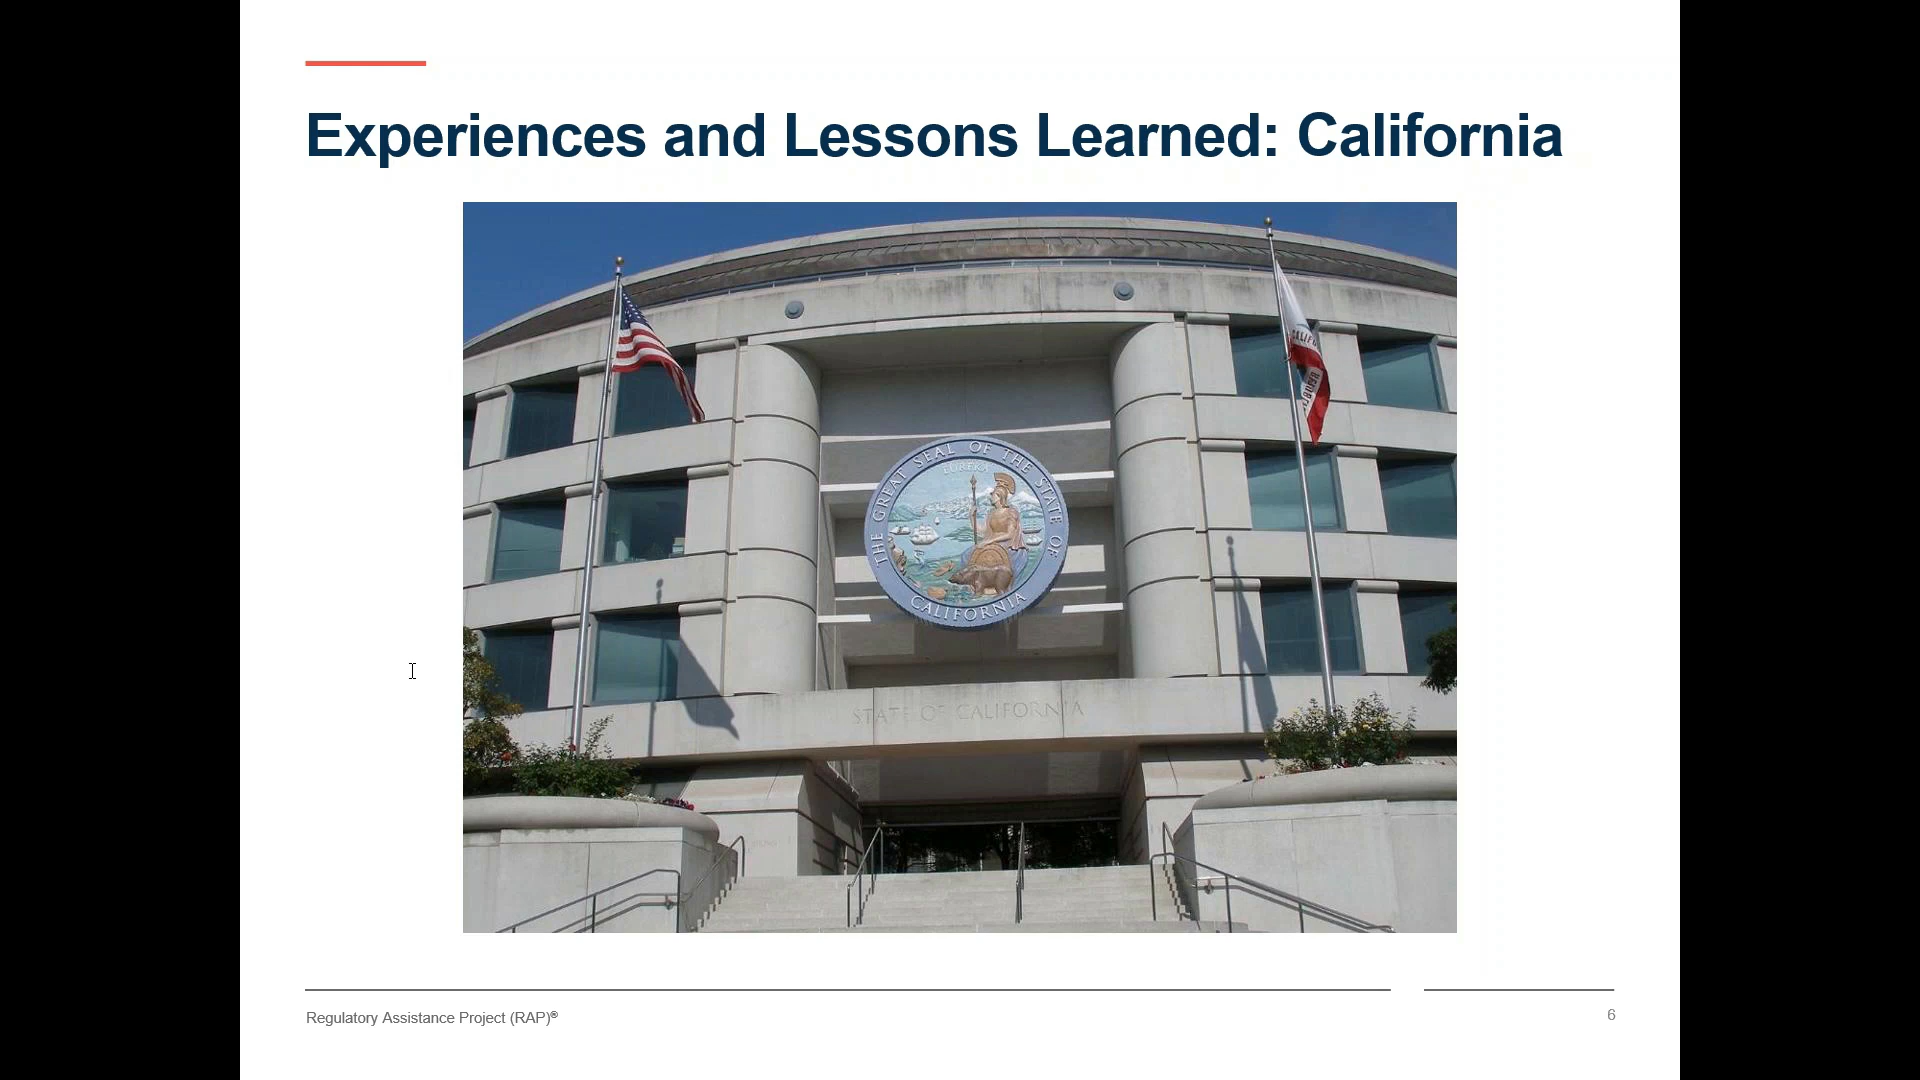 Experiences and Lessons Learned: California
CALIFO
THE GREAT SEAL OF THE STATE OF
EUREKA
CALIFORNIA
STATE OF CALIFORNIA
Regulatory Assistance Project (RAP)®
6